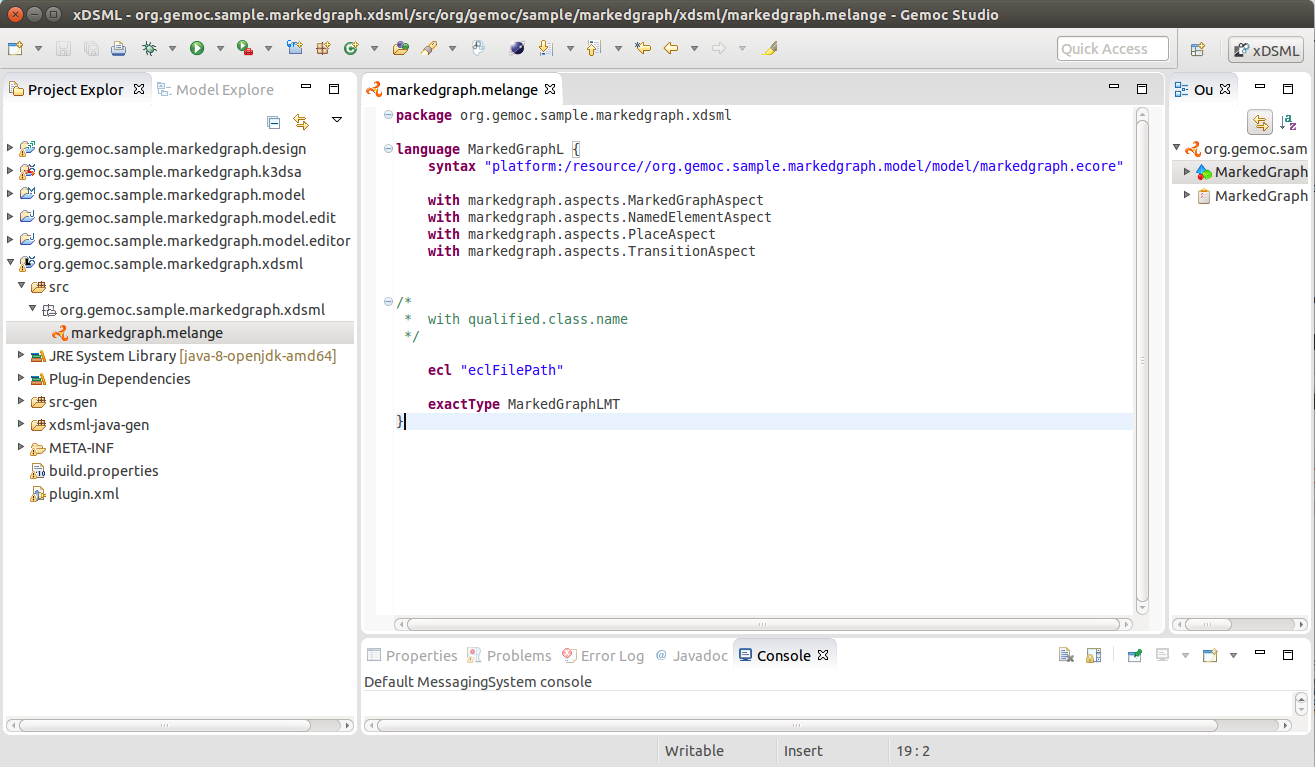 xDSML - org.gemoc.sample.markedgraph.xdsml/src/org/gemoc/sample/markedgraph/xdsml/markedgraph.melange - Gemoc Studio
Quick Access
xDSML
Project Explor
Model Explore
org.gemoc.sample.markedgraph.design
org.gemoc.sample.markedgraph.k3dsa
org.gemoc.sample.markedgraph.model
org.gemoc.sample.markedgraph.model.edit
org.gemoc.sample.markedgraph.model.editor
org.gemoc.sample.markedgraph.xdsml
src
org.gemoc.sample.markedgraph.xdsml
markedgraph.melange
JRE System Library [java-8-openjdk-amd64]
Plug-in Dependencies
src-gen
xdsml-java-gen
META-INF
build.properties
plugin.xml
markedgraph.melange
package org.gemoc.sample.markedgraph.xdsml
language MarkedGraphL {
syntax "platform:/resource//org.gemoc.sample.markedgraph.model/model/markedgraph.ecore"
with markedgraph.aspects.MarkedGraphAspect
with markedgraph.aspects.NamedElementAspect
with markedgraph.aspects.PlaceAspect
with markedgraph.aspects.TransitionAspect
/*
* with qualified.class.name
*/
ecl "eclFilePath"
exactType MarkedGraphLMT
}
Ou
org.gemoc.sam
MarkedGraph
MarkedGraph
Properties
Problems
Error Log
@ Javadoc
Console
Default MessagingSystem console
Writable
Insert
19 : 2